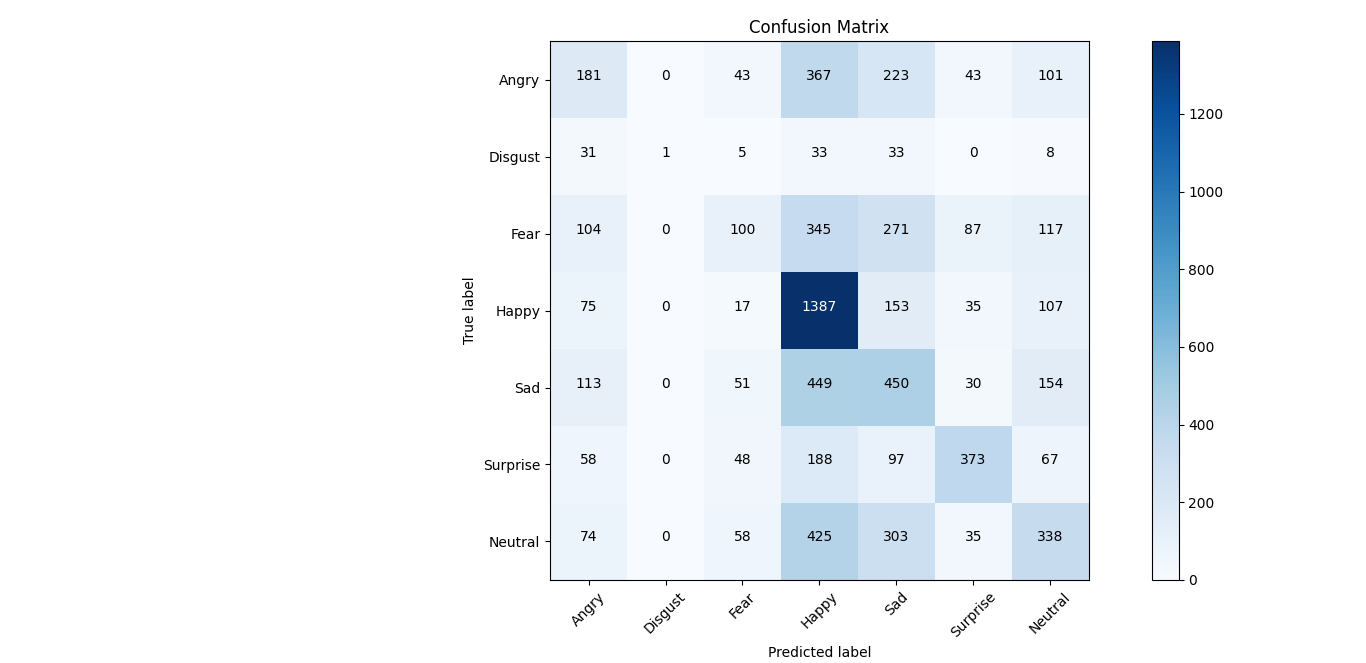 Confusion Matrix
Angry 181 0 43 367 223 43 101
Disgust 31 1 5 33 33 0 8
Fear 104 0 100 345 271 87 117
Happy 75 0 17 1387 153 35 107
Sad 113 0 51 449 450 30 154
Surprise 58 0 48 188 97 373 67
Neutral 74 0 58 425 303 35 338
True label
Angry Disgust Fear Happy Sad Surprise Neutral
Predicted label
1200
1000
800
600
400
200
0